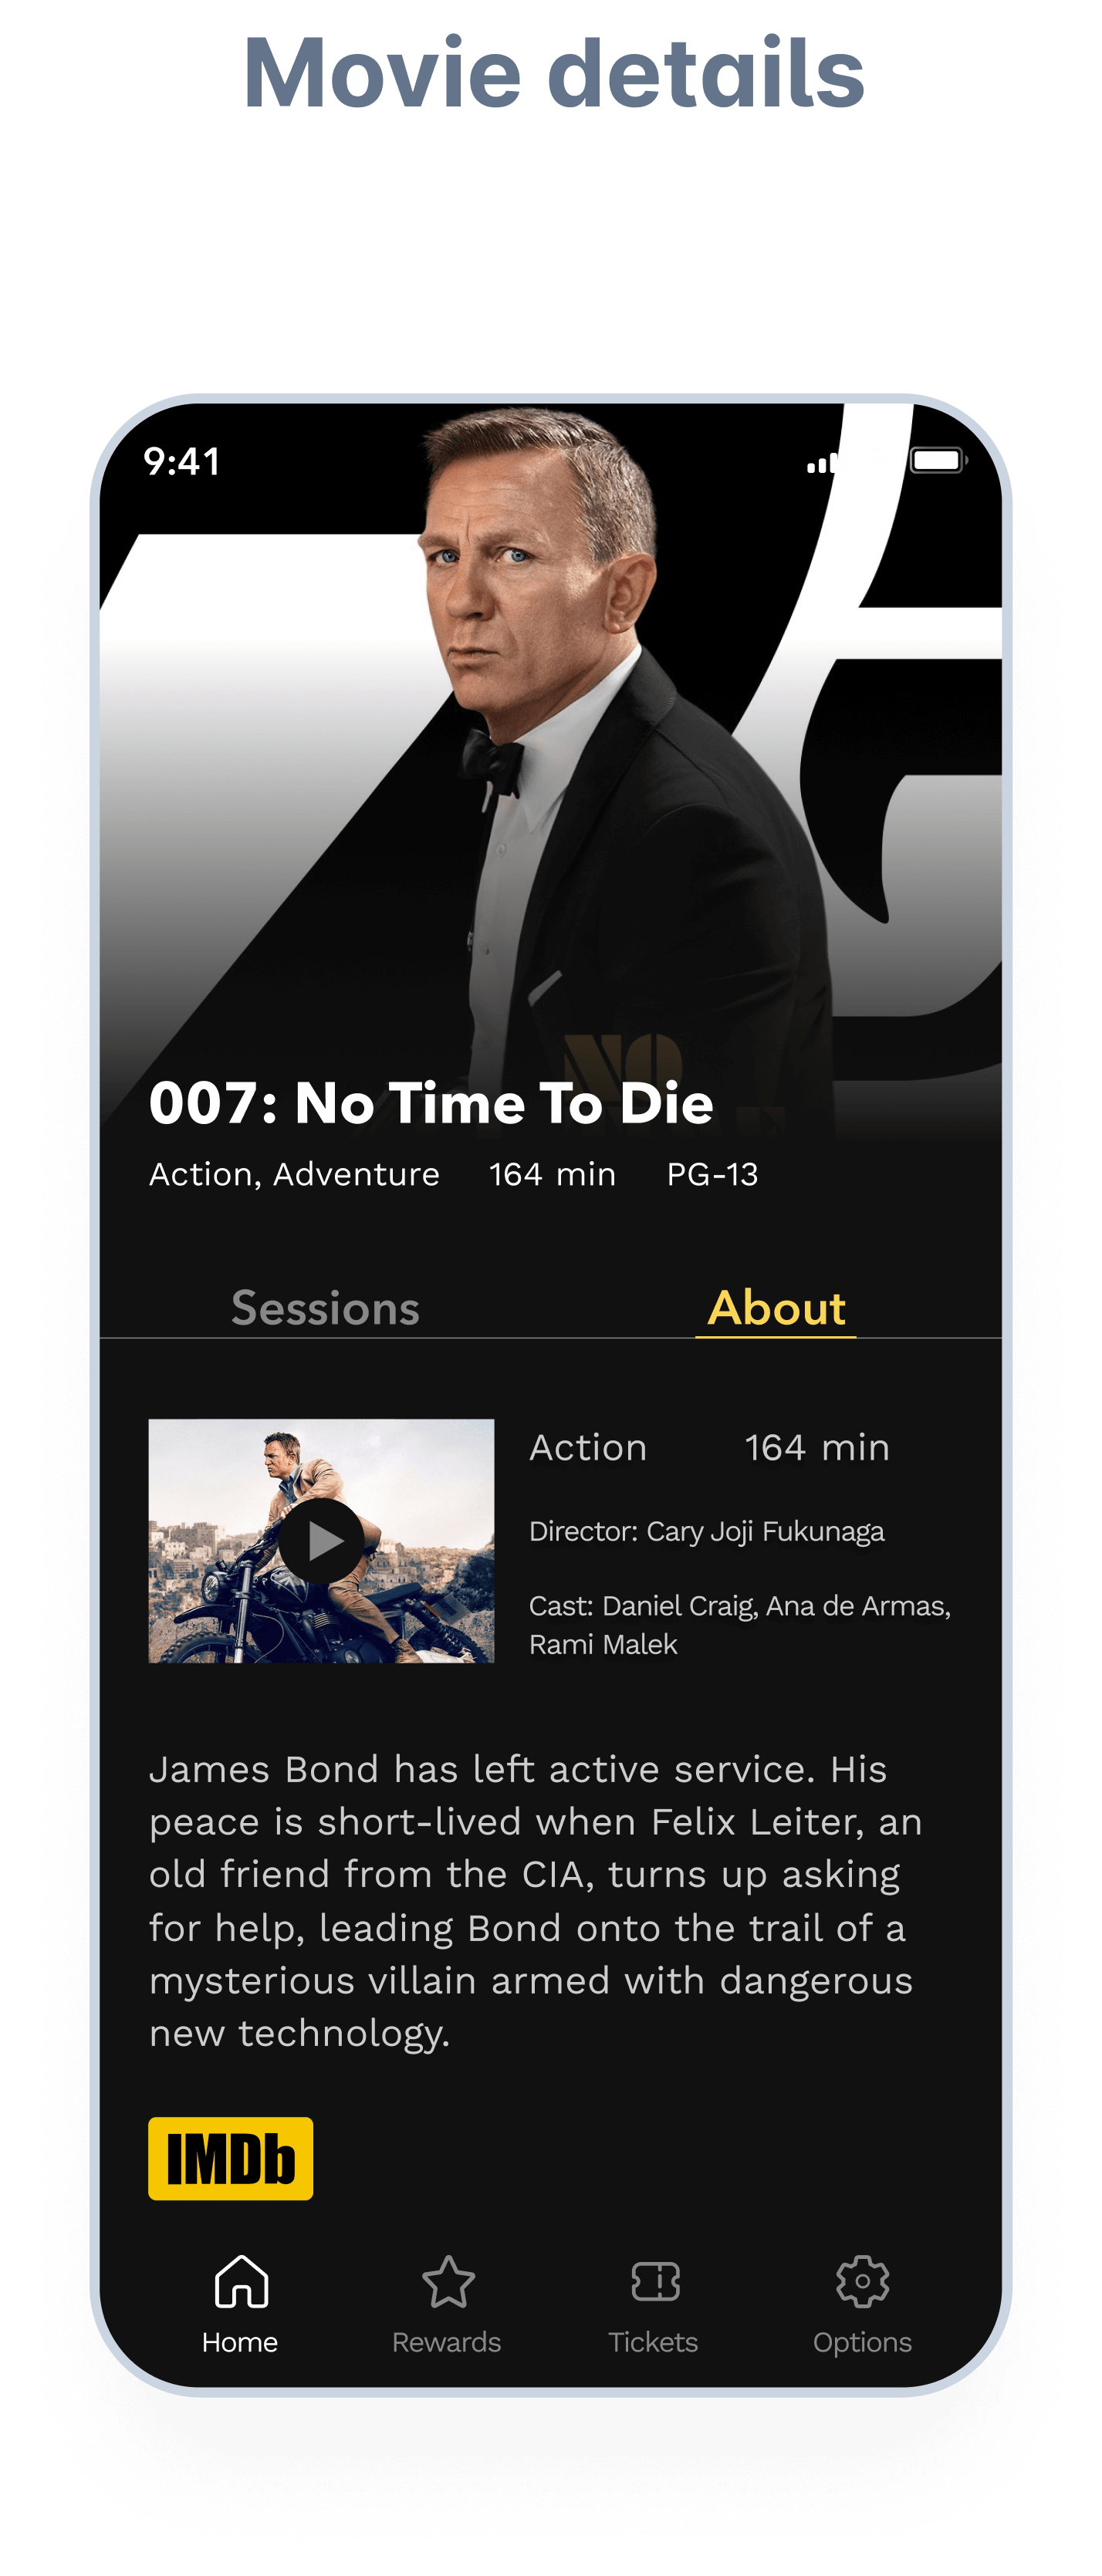 Movie details
9:41
NO
007: No Time To Die
Action, Adventure 164 min PG-13
Sessions About
Action 164 min
Director: Cary Joji Fukunaga
Cast: Daniel Craig, Ana de Armas,
Rami Malek
James Bond has left active service. His
peace is short-lived when Felix Leiter, an
old friend from the CIA, turns up asking
for help, leading Bond onto the trail of a
mysterious villain armed with dangerous
new technology.
IMDb
Home Rewards Tickets Options